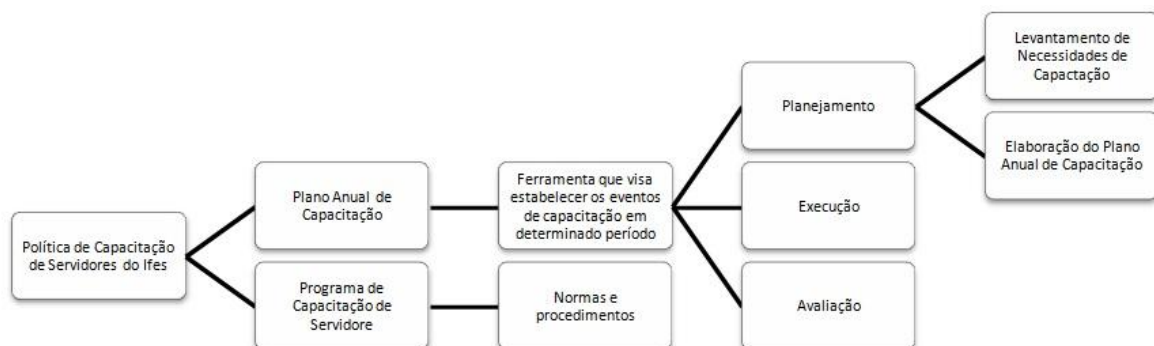 Política de Capacitação
de Servidores do Ifes
Plano Anual de
Capacitação
Ferramenta que visa
estabelecer os eventos
de capacitação em
determinado período
Planejamento
Levantamento de
Necessidades de
Capactação
Elaboração do Plano
Anual de Capacitação
Execução
Avaliação
Programa de
Capacitação de
Servidore
Normas e
procedimentos